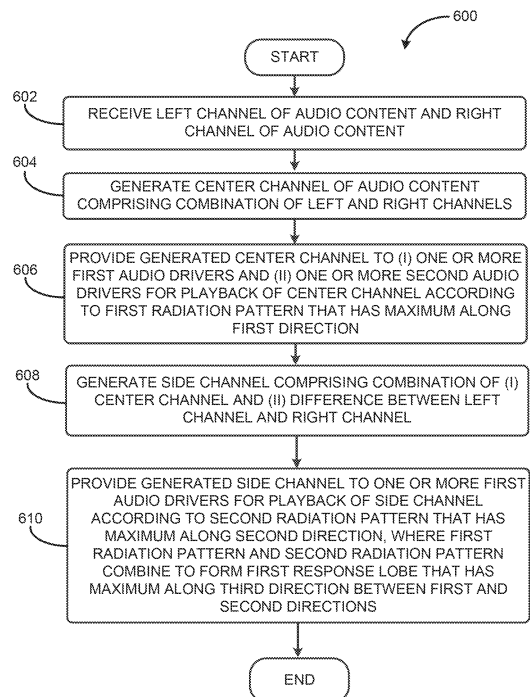 600
START
602
RECEIVE LEFT CHANNEL OF AUDIO CONTENT AND RIGHT
CHANNEL OF AUDIO CONTENT
604
GENERATE CENTER CHANNEL OF AUDIO CONTENT
COMPRISING COMBINATION OF LEFT AND RIGHT CHANNELS
606
PROVIDE GENERATED CENTER CHANNEL TO (I) ONE OR MORE
FIRST AUDIO DRIVERS AND (II) ONE OR MORE SECOND AUDIO
DRIVERS FOR PLAYBACK OF CENTER CHANNEL ACCORDING
TO FIRST RADIATION PATTERN THAT HAS MAXIMUM ALONG
FIRST DIRECTION
608
GENERATE SIDE CHANNEL COMPRISING COMBINATION OF (I)
CENTER CHANNEL AND (II) DIFFERENCE BETWEEN LEFT
CHANNEL AND RIGHT CHANNEL
610
PROVIDE GENERATED SIDE CHANNEL TO ONE OR MORE FIRST
AUDIO DRIVERS FOR PLAYBACK OF SIDE CHANNEL
ACCORDING TO SECOND RADIATION PATTERN THAT HAS
MAXIMUM ALONG SECOND DIRECTION, WHERE FIRST
RADIATION PATTERN AND SECOND RADIATION PATTERN
COMBINE TO FORM FIRST RESPONSE LOBE THAT HAS
MAXIMUM ALONG THIRD DIRECTION BETWEEN FIRST AND
SECOND DIRECTIONS
END